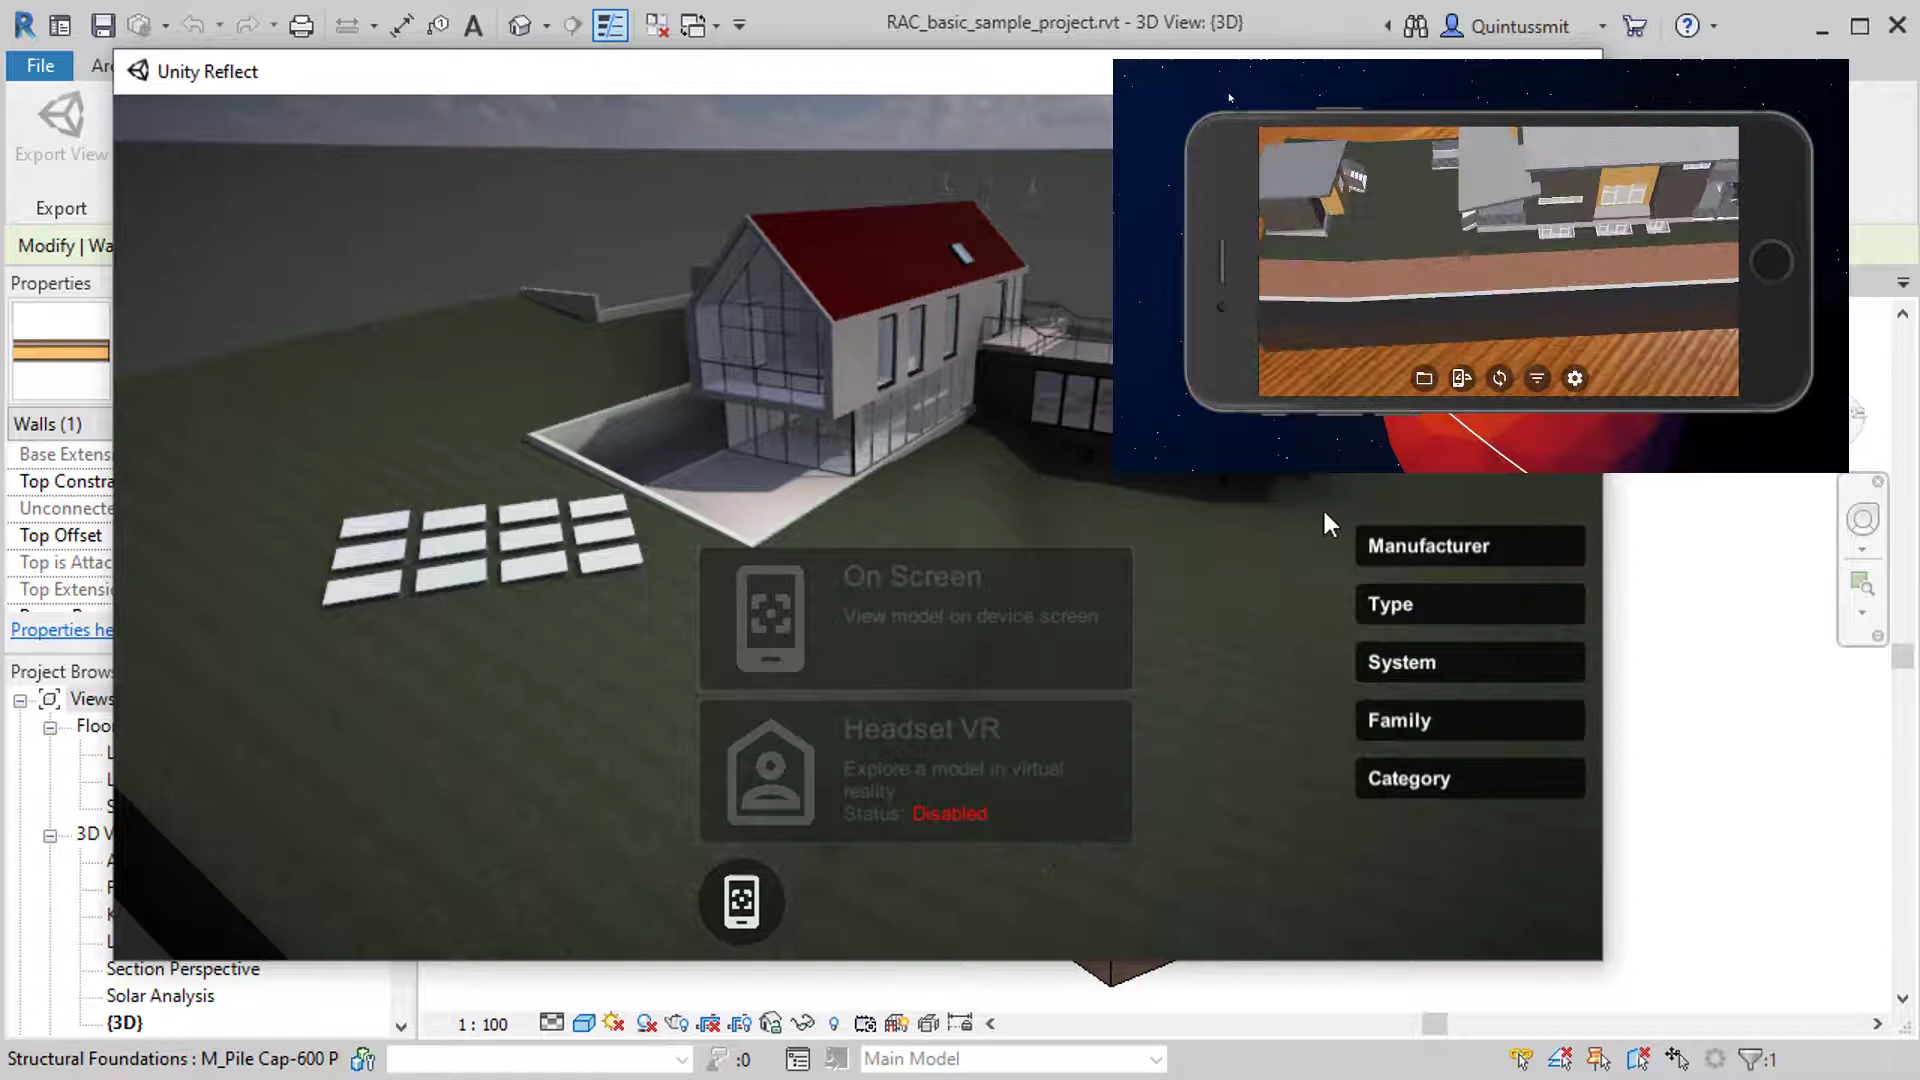 RAC_basic_sample_project.rvt - 3D View: {3D}
Quintussmit
File
Unity Reflect
Export View
Export
Modify | Wa
Properties
Walls (1)
Base Extens
Top Constra
Unconnecte
Top Offset
Top is Attac
Top Extensi
Properties he
Project Brows
Views
Floo
3D V
Section Perspective
Solar Analysis
{3D}
On Screen
View model on device screen
Headset VR
Explore a model in virtual
reality
Status: Disabled
Manufacturer
Type
System
Family
Category
1 : 100
Structural Foundations : M_Pile Cap-600 P
:0
Main Model
:1